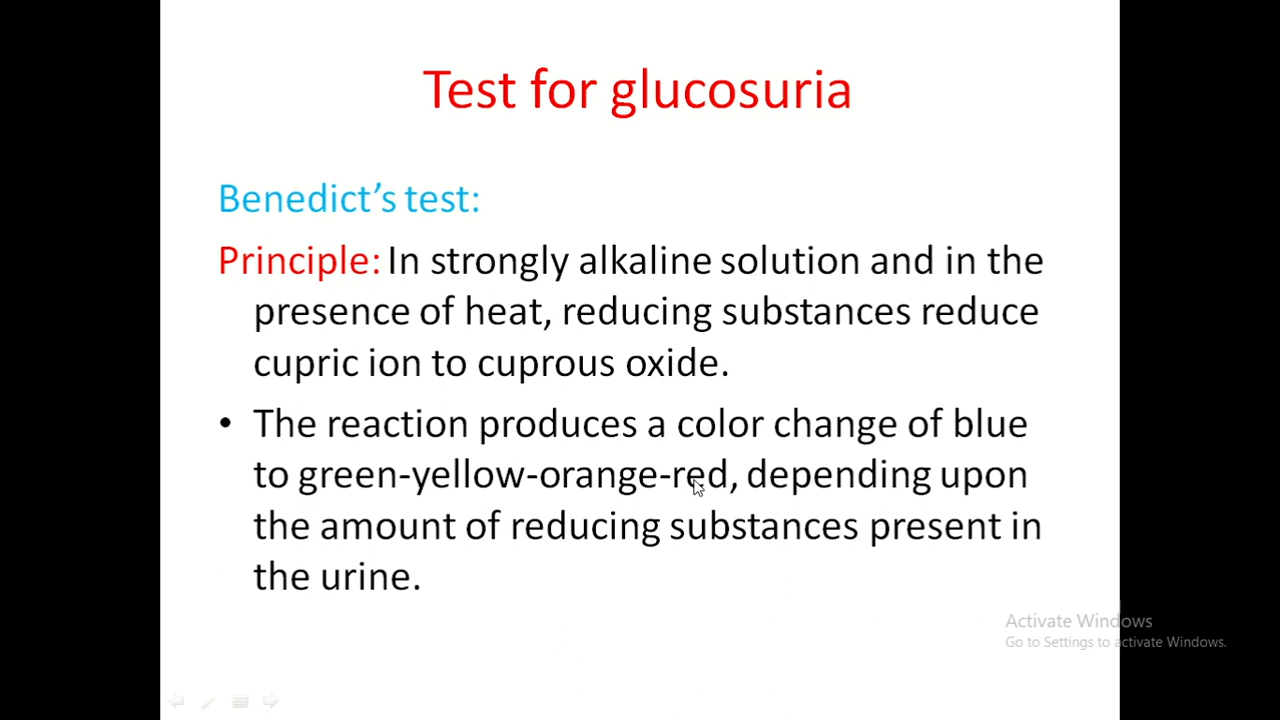 Test for glucosuria
Benedict’s test:
Principle: In strongly alkaline solution and in the
presence of heat, reducing substances reduce
cupric ion to cuprous oxide.
• The reaction produces a color change of blue
to green-yellow-orange-red, depending upon
the amount of reducing substances present in
the urine.
Activate Windows
Go to Settings to activate Windows.